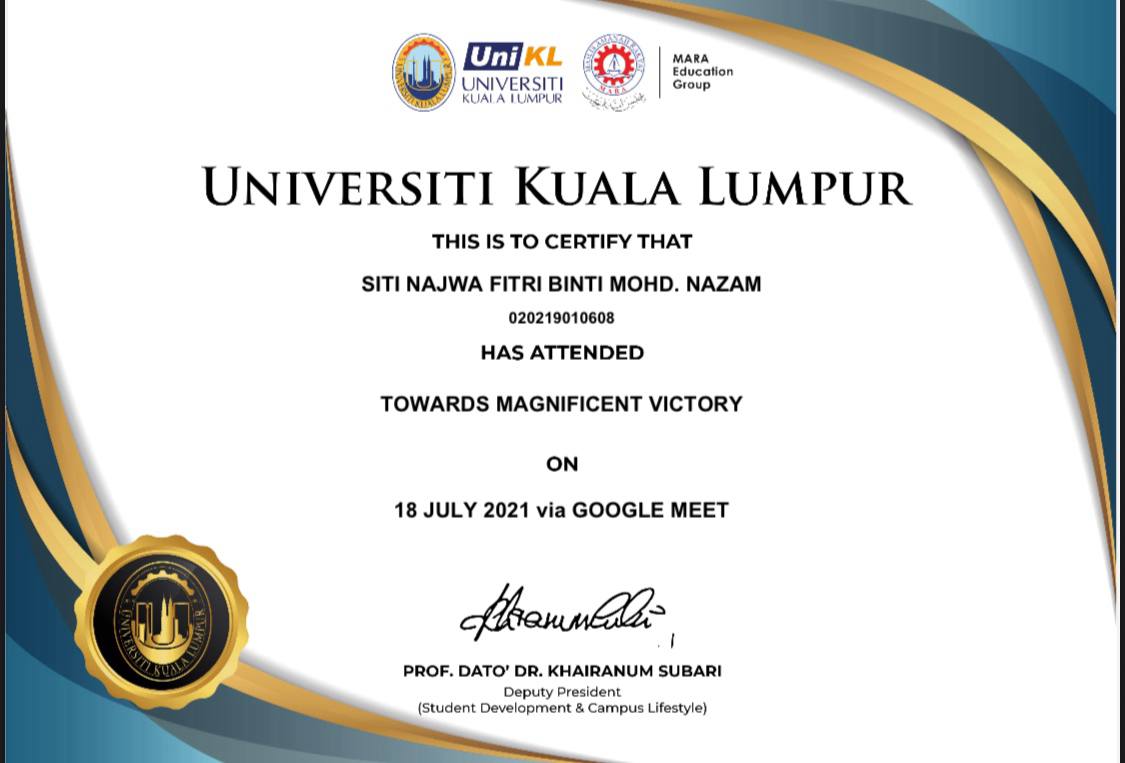 UniKL
UNIVERSITI
KUALA LUMPUR
MARA
MARA
Education
Group
UNIVERSITI KUALA LUMPUR
THIS IS TO CERTIFY THAT
SITI NAJWA FITRI BINTI MOHD. NAZAM
020219010608
HAS ATTENDED
TOWARDS MAGNIFICENT VICTORY
ON
18 JULY 2021 via GOOGLE MEET
PROF. DATO’ DR. KHAIRANUM SUBARI
Deputy President
(Student Development & Campus Lifestyle)
UNIVERSITI KUALA LUMPUR